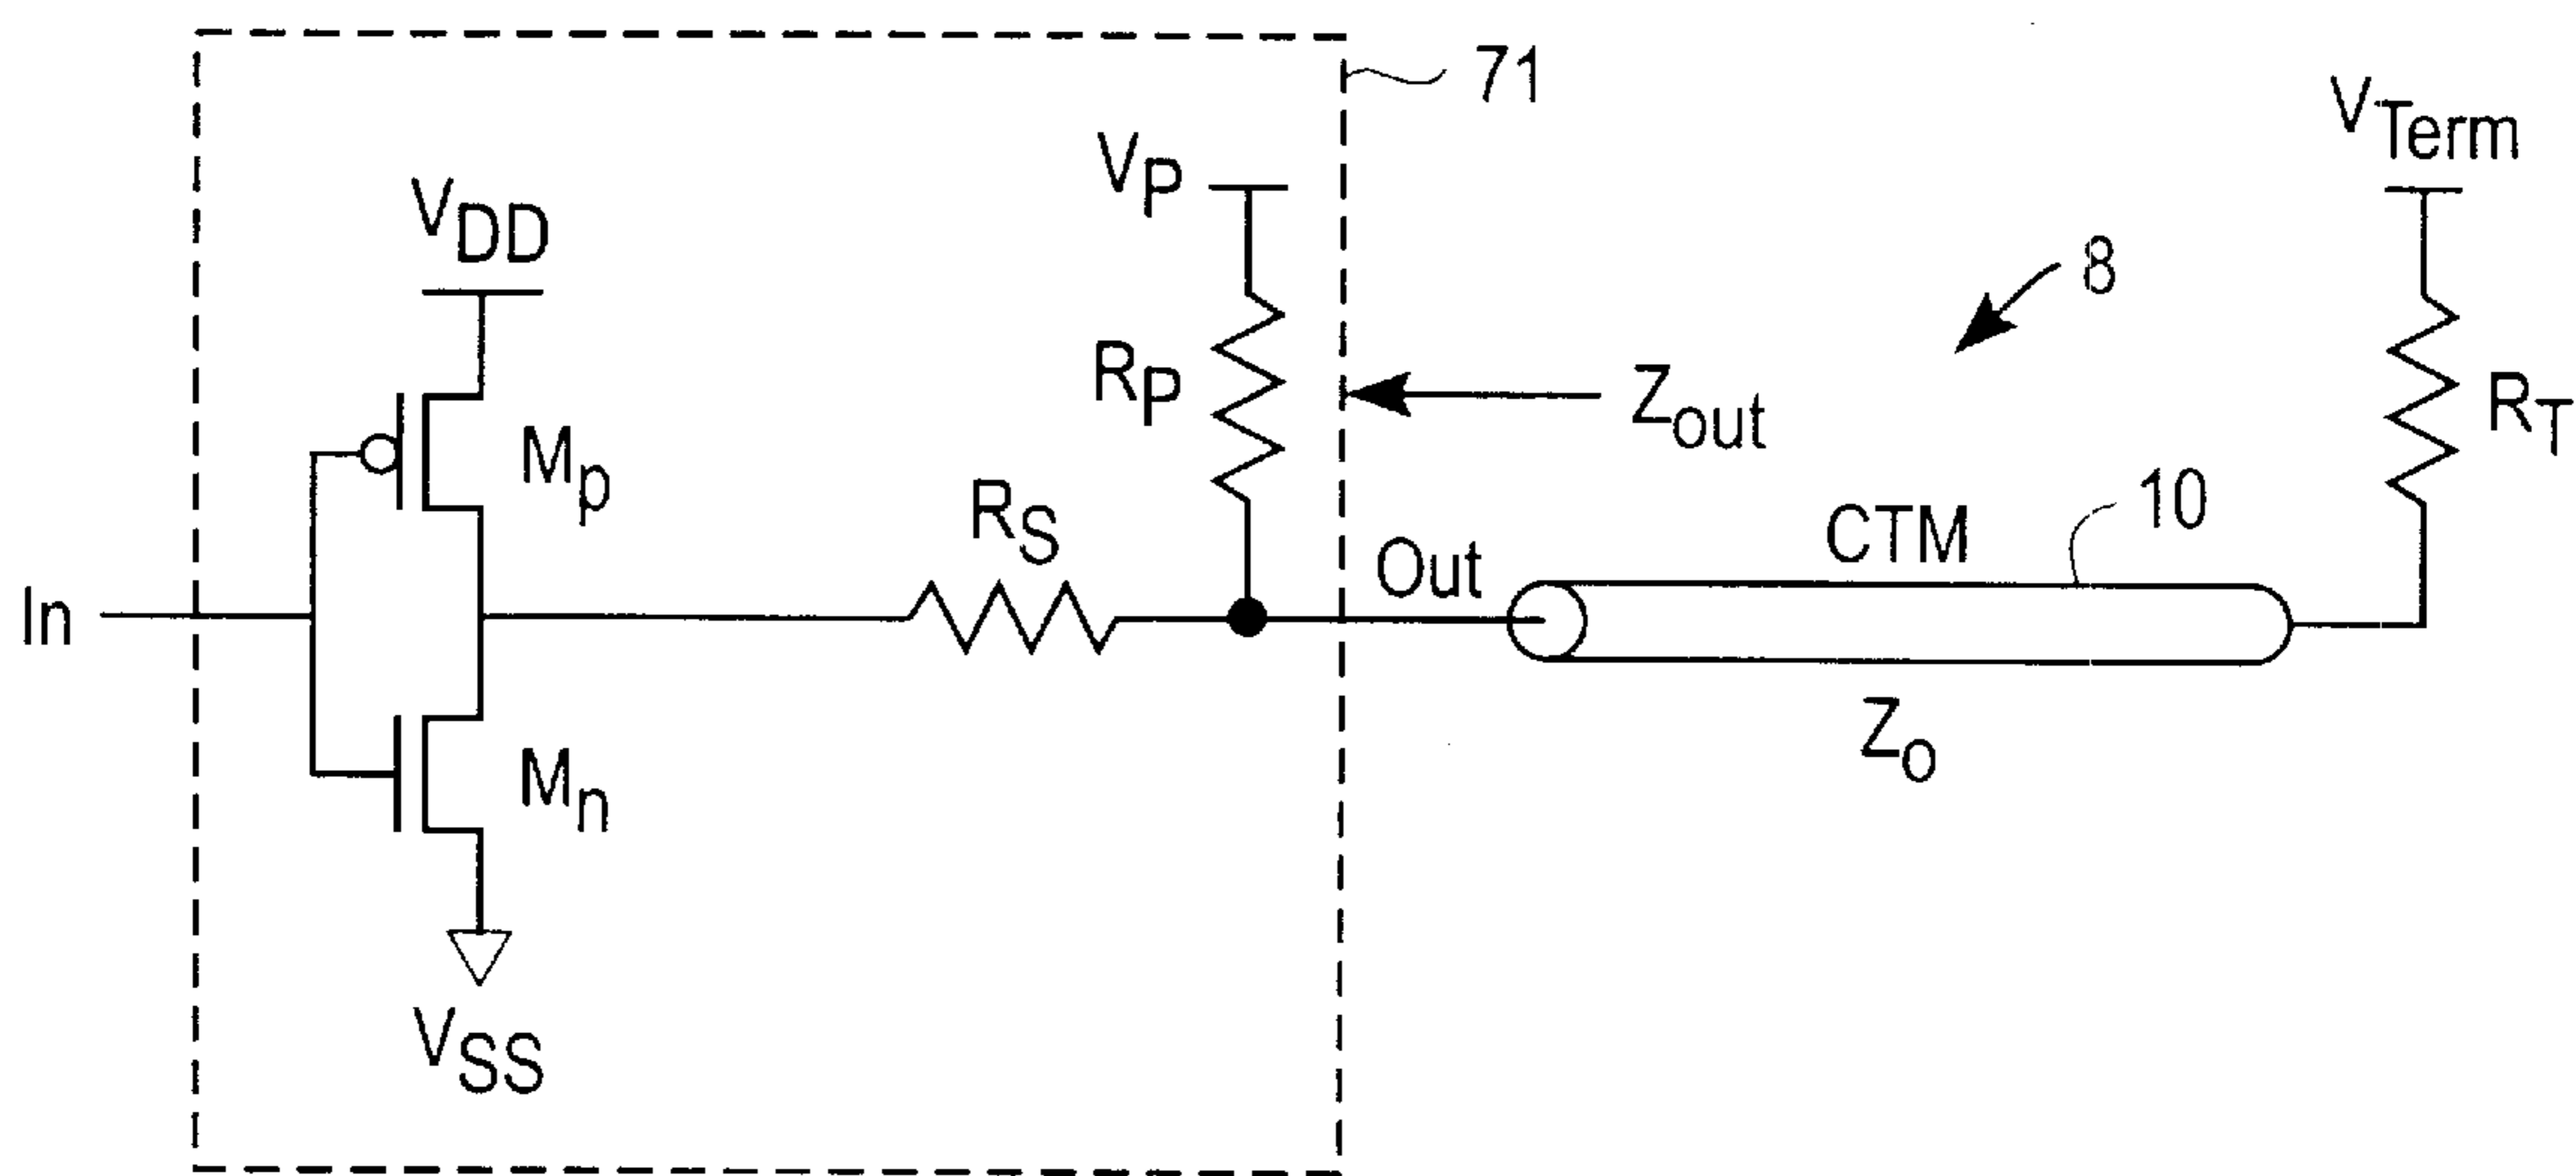 71
V_Term
V_P
V_DD
8
R_P
Z_out
R_T
M_p
R_S
CTM
10
Out
In
Z_o
M_n
V_SS